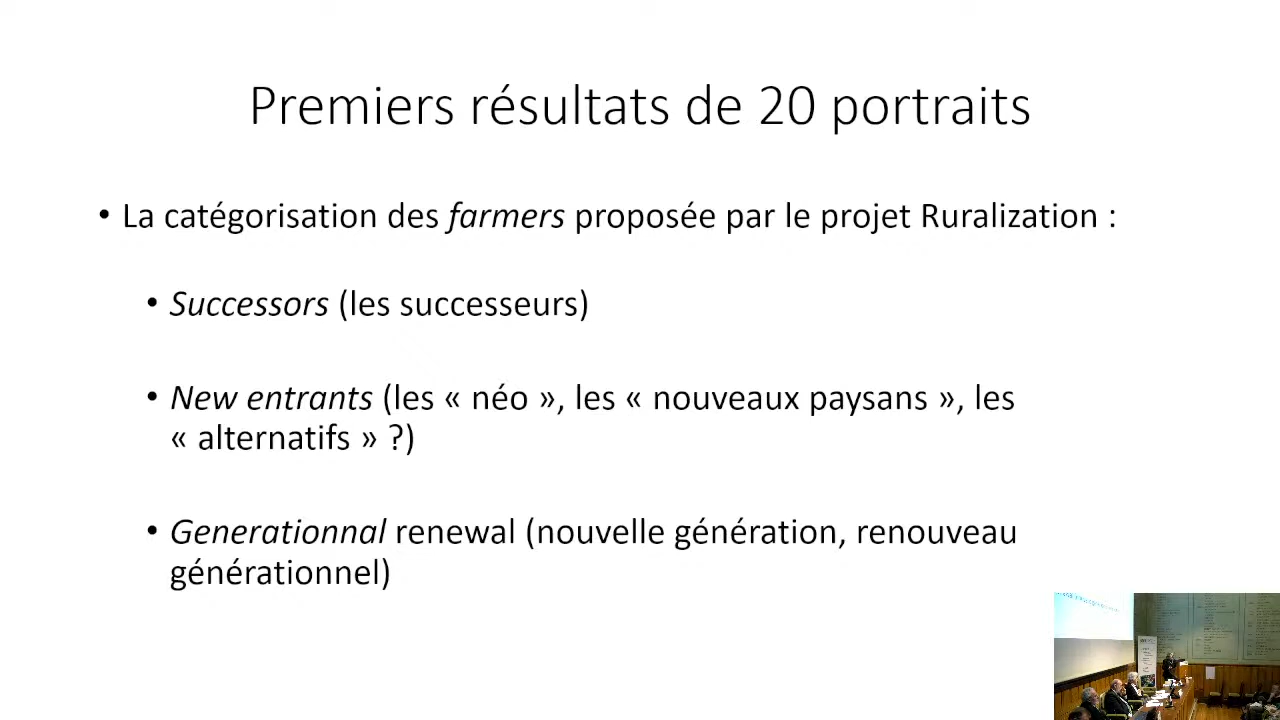 Premiers résultats de 20 portraits
• La catégorisation des farmers proposée par le projet Ruralization :
• Successors (les successeurs)
• New entrants (les « néo », les « nouveaux paysans », les
« alternatifs » ?)
• Generationnal renewal (nouvelle génération, renouveau
générationnel)